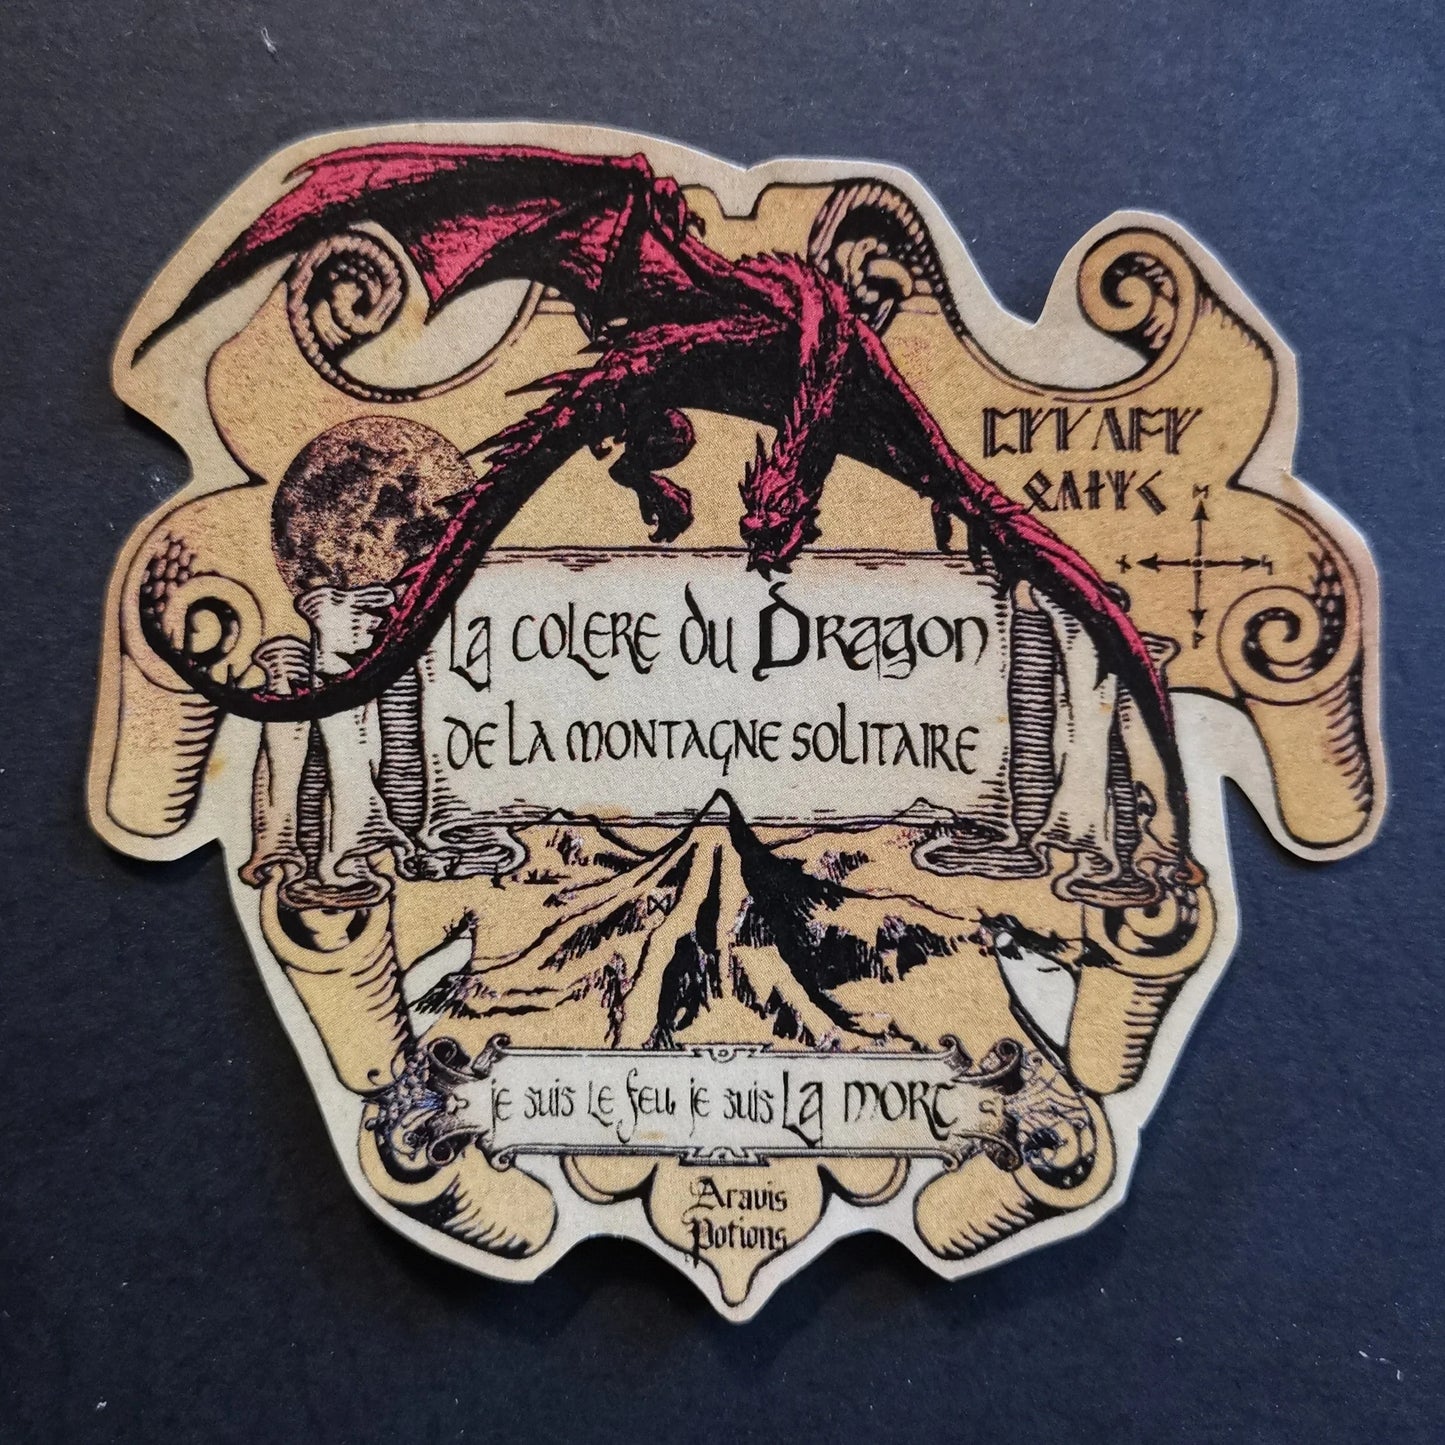 La colere du Dragon
de la montagne solitaire
je suis le feu, je suis la mort
Aravis
Potions